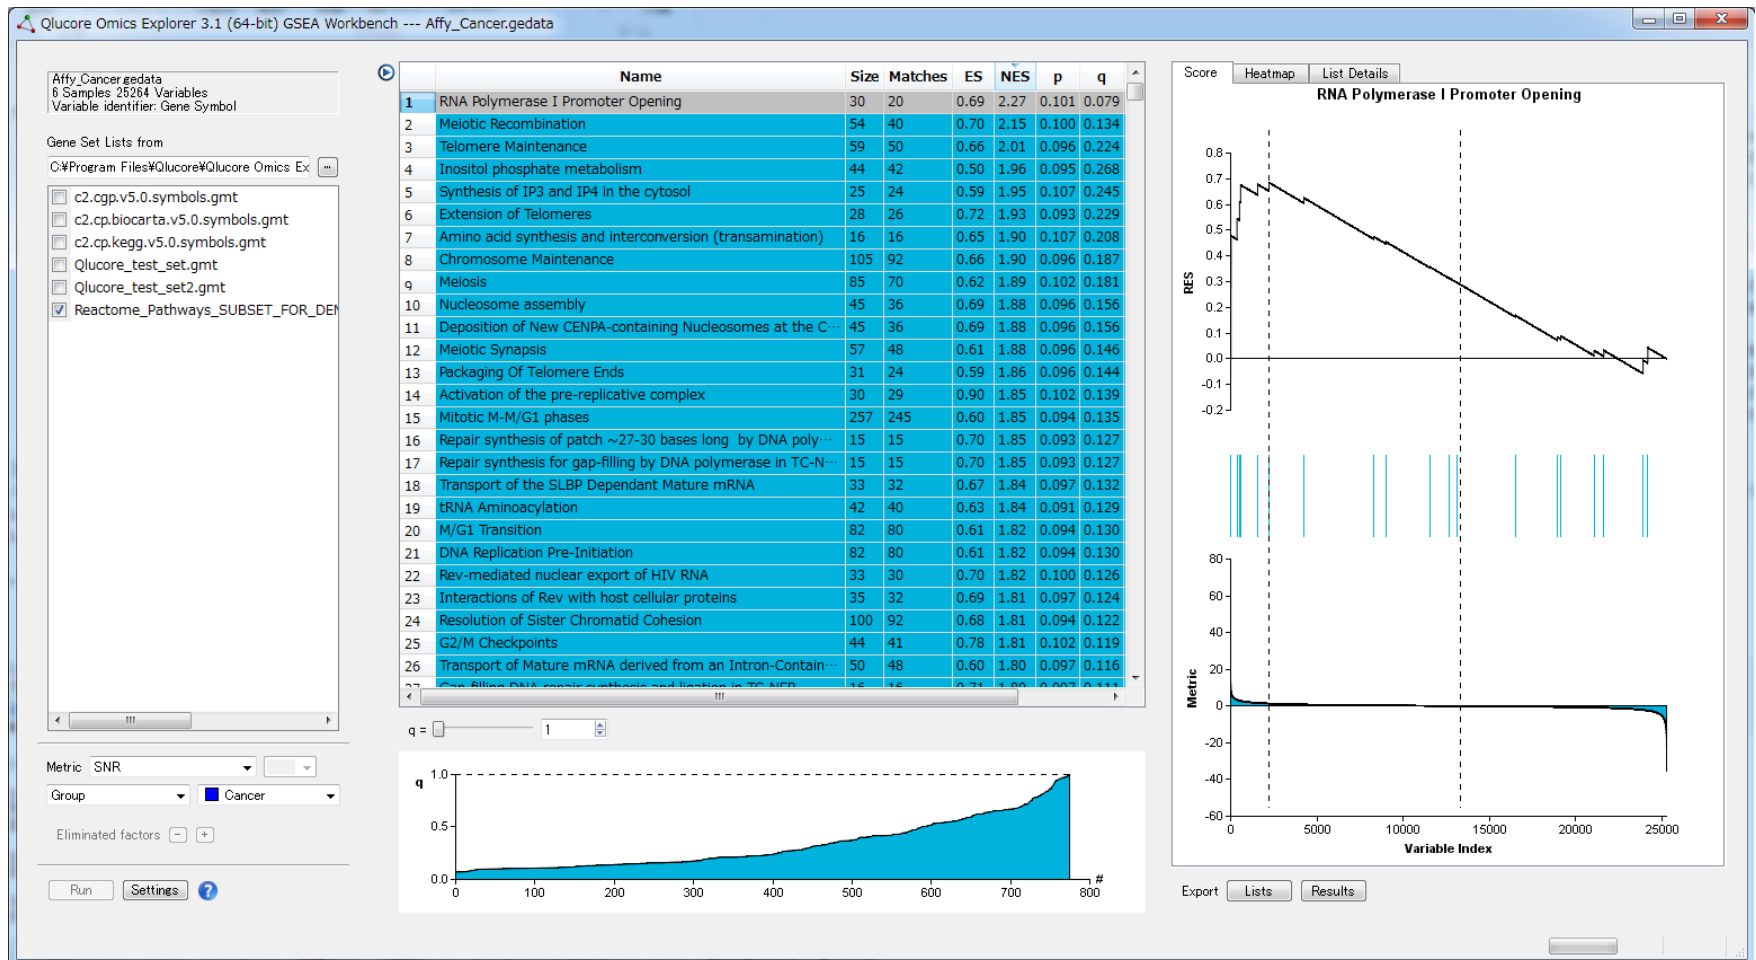 Qlucore Omics Explorer 3.1 (64-bit) GSEA Workbench --- Affy_Cancer.gedata
Affy_Cancer.gedata
6 Samples 25264 Variables
Variable identifier: Gene Symbol
Gene Set Lists from
C:¥Program Files¥Qlucore¥Qlucore Omics Ex ...
c2.cgp.v5.0.symbols.gmt
c2.cp.biocarta.v5.0.symbols.gmt
c2.cp.kegg.v5.0.symbols.gmt
Qlucore_test_set.gmt
Qlucore_test_set2.gmt
Reactome_Pathways_SUBSET_FOR_DEM
Metric SNR
Group Cancer
Eliminated factors - +
Run Settings ?
Name Size Matches ES NES p q
1 RNA Polymerase I Promoter Opening 30 20 0.69 2.27 0.101 0.079
2 Meiotic Recombination 54 40 0.70 2.15 0.100 0.134
3 Telomere Maintenance 59 50 0.66 2.01 0.096 0.224
4 Inositol phosphate metabolism 44 42 0.50 1.96 0.095 0.268
5 Synthesis of IP3 and IP4 in the cytosol 25 24 0.59 1.95 0.107 0.245
6 Extension of Telomeres 28 26 0.72 1.93 0.093 0.229
7 Amino acid synthesis and interconversion (transamination) 16 16 0.65 1.90 0.107 0.208
8 Chromosome Maintenance 105 92 0.66 1.90 0.096 0.187
9 Meiosis 85 70 0.62 1.89 0.102 0.181
10 Nucleosome assembly 45 36 0.69 1.88 0.096 0.156
11 Deposition of New CENPA-containing Nucleosomes at the C··· 45 36 0.69 1.88 0.096 0.156
12 Meiotic Synapsis 57 48 0.61 1.88 0.096 0.146
13 Packaging Of Telomere Ends 31 24 0.59 1.86 0.096 0.144
14 Activation of the pre-replicative complex 30 29 0.90 1.85 0.102 0.139
15 Mitotic M-M/G1 phases 257 245 0.60 1.85 0.094 0.135
16 Repair synthesis of patch ~27-30 bases long by DNA poly··· 15 15 0.70 1.85 0.093 0.127
17 Repair synthesis for gap-filling by DNA polymerase in TC-N··· 15 15 0.70 1.85 0.093 0.127
18 Transport of the SLBP Dependant Mature mRNA 33 32 0.67 1.84 0.097 0.132
19 tRNA Aminoacylation 42 40 0.63 1.84 0.091 0.129
20 M/G1 Transition 82 80 0.61 1.82 0.094 0.130
21 DNA Replication Pre-Initiation 82 80 0.61 1.82 0.094 0.130
22 Rev-mediated nuclear export of HIV RNA 33 30 0.70 1.82 0.100 0.126
23 Interactions of Rev with host cellular proteins 35 32 0.69 1.81 0.097 0.124
24 Resolution of Sister Chromatid Cohesion 100 92 0.68 1.81 0.094 0.122
25 G2/M Checkpoints 44 41 0.78 1.81 0.102 0.119
26 Transport of Mature mRNA derived from an Intron-Contain··· 50 48 0.60 1.80 0.097 0.116
27 Gap-filling DNA repair synthesis and ligation in TC-NER 16 16 0.71 1.80 0.097 0.111
q = 1
q
1.0
0.5
0.0
0 100 200 300 400 500 600 700 800
#
Score Heatmap List Details
RNA Polymerase I Promoter Opening
0.8
0.7
0.6
0.5
0.4
0.3
0.2
0.1
0.0
-0.1
-0.2
RES
80
60
40
20
0
-20
-40
-60
Metric
0 5000 10000 15000 20000 25000
Variable Index
Export Lists Results